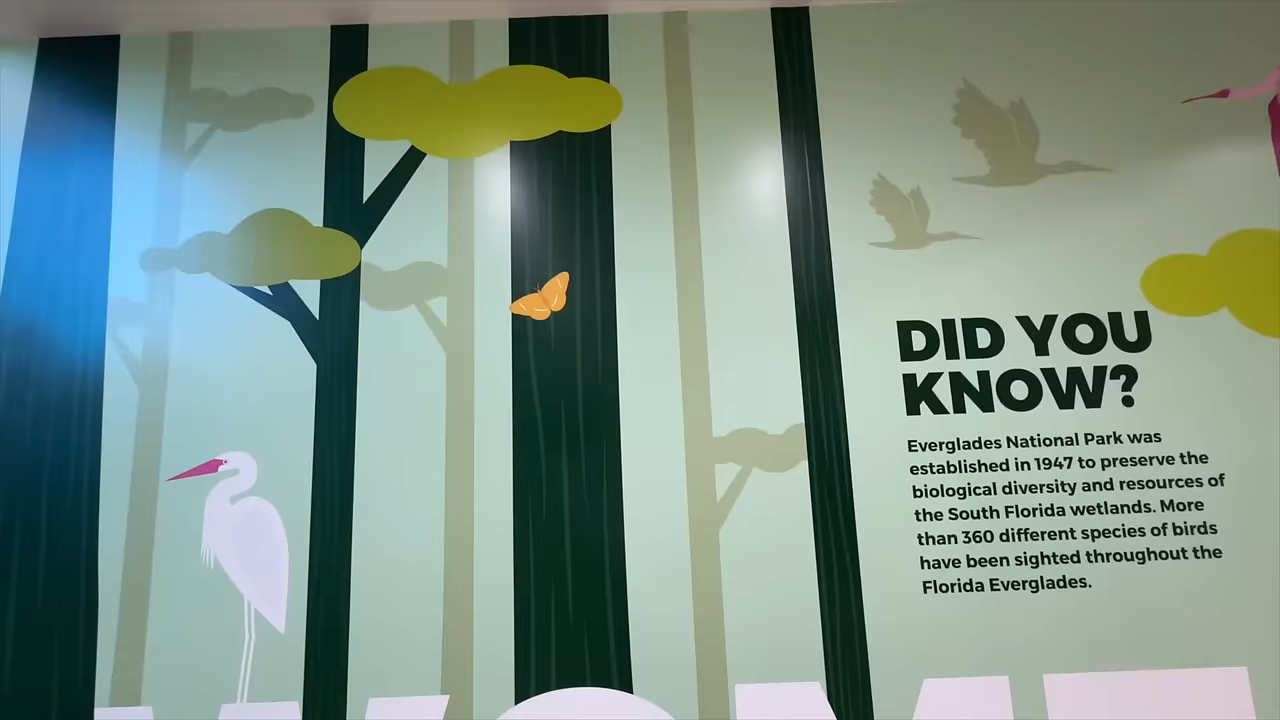 DID YOU
KNOW?
Everglades National Park was
established in 1947 to preserve the
biological diversity and resources of
the South Florida wetlands. More
than 360 different species of birds
have been sighted throughout the
Florida Everglades.